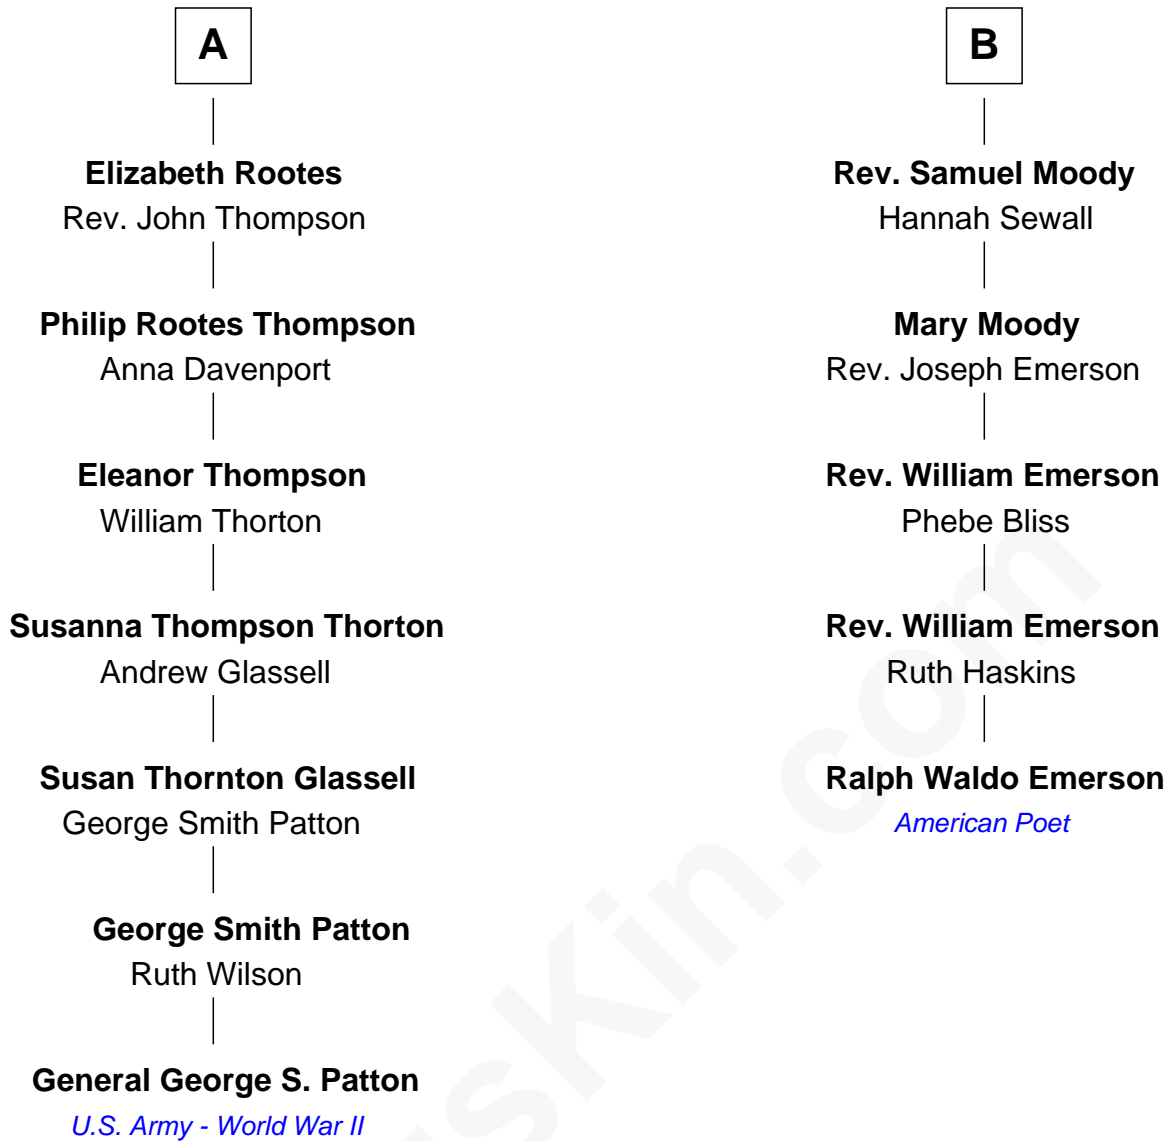 A
Elizabeth Rootes
Rev. John Thompson
Philip Rootes Thompson
Anna Davenport
Eleanor Thompson
William Thorton
Susanna Thompson Thorton
Andrew Glassell
Susan Thornton Glassell
George Smith Patton
George Smith Patton
Ruth Wilson
General George S. Patton
U.S. Army - World War II
B
Rev. Samuel Moody
Hannah Sewall
Mary Moody
Rev. Joseph Emerson
Rev. William Emerson
Phebe Bliss
Rev. William Emerson
Ruth Haskins
Ralph Waldo Emerson
American Poet
usKin.com